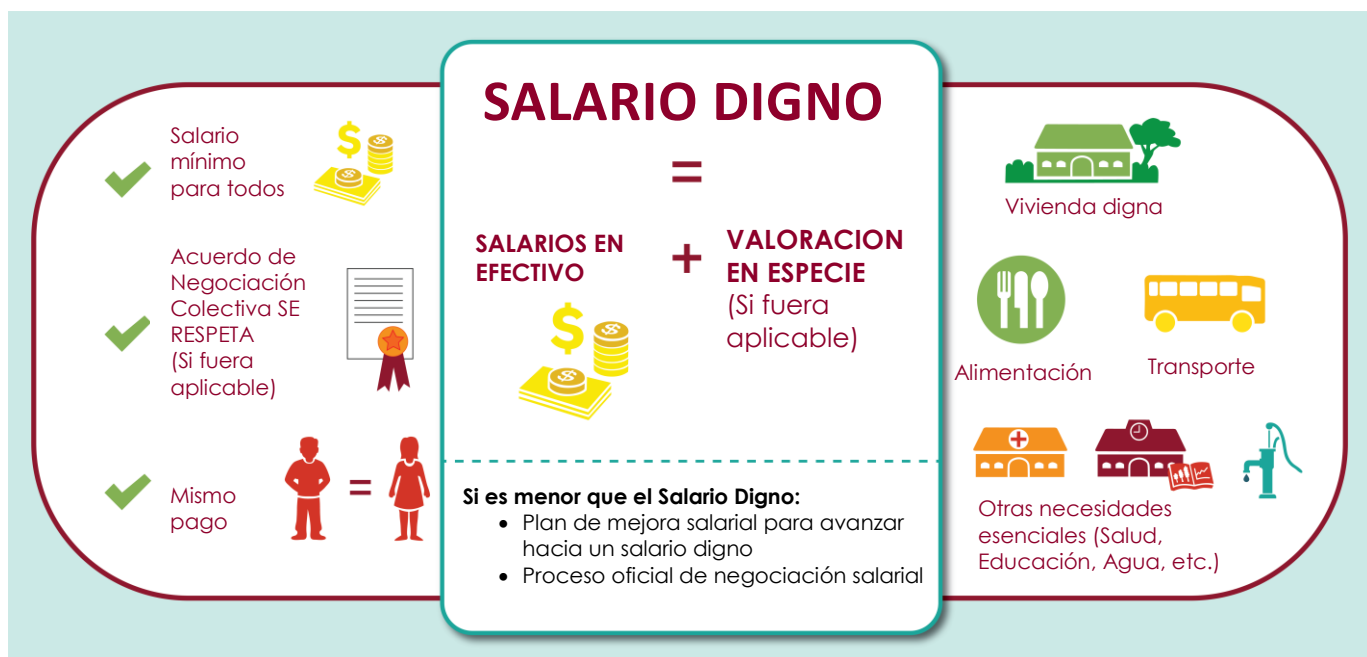 Salario
mínimo
para todos
Acuerdo de
Negociación
Colectiva SE
RESPETA
(Si fuera
aplicable)
Mismo
pago
=
SALARIO DIGNO
=
SALARIOS EN
EFECTIVO
+
VALORACION
EN ESPECIE
(Si fuera
aplicable)
Si es menor que el Salario Digno:
• Plan de mejora salarial para avanzar
hacia un salario digno
• Proceso oficial de negociación salarial
Vivienda digna
Alimentación
Transporte
Otras necesidades
esenciales (Salud,
Educación, Agua, etc.)